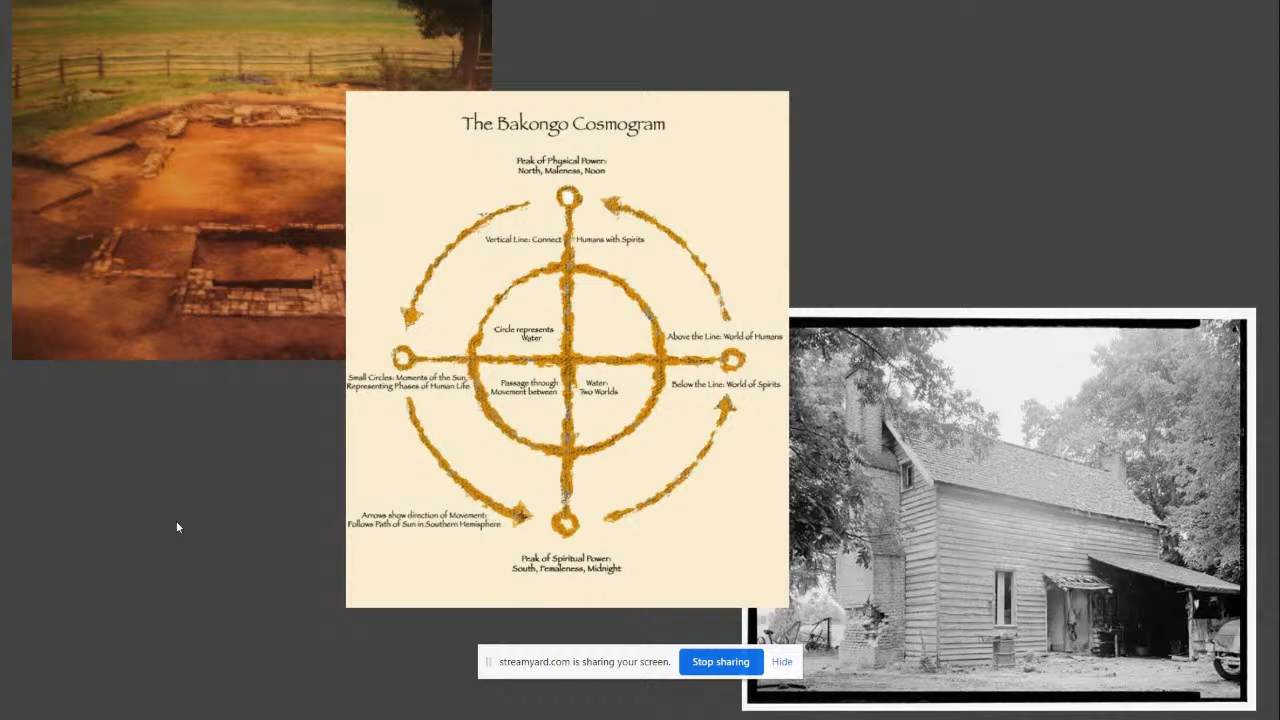 The Bakongo Cosmogram
Peak of Physical Power:
North, Maleness, Noon
Vertical Line: Connect Humans with Spirits
Circle represents
Water
Above the Line: World of Humans
Small Circles: Moments of the Sun,
Representing Phases of Human Life
Passage through Water:
Movement between Two Worlds
Below the Line: World of Spirits
Arrows show direction of Movement:
Follows Path of Sun in Southern Hemisphere
Peak of Spiritual Power:
South, Femaleness, Midnight
streamyard.com is sharing your screen.
Stop sharing
Hide